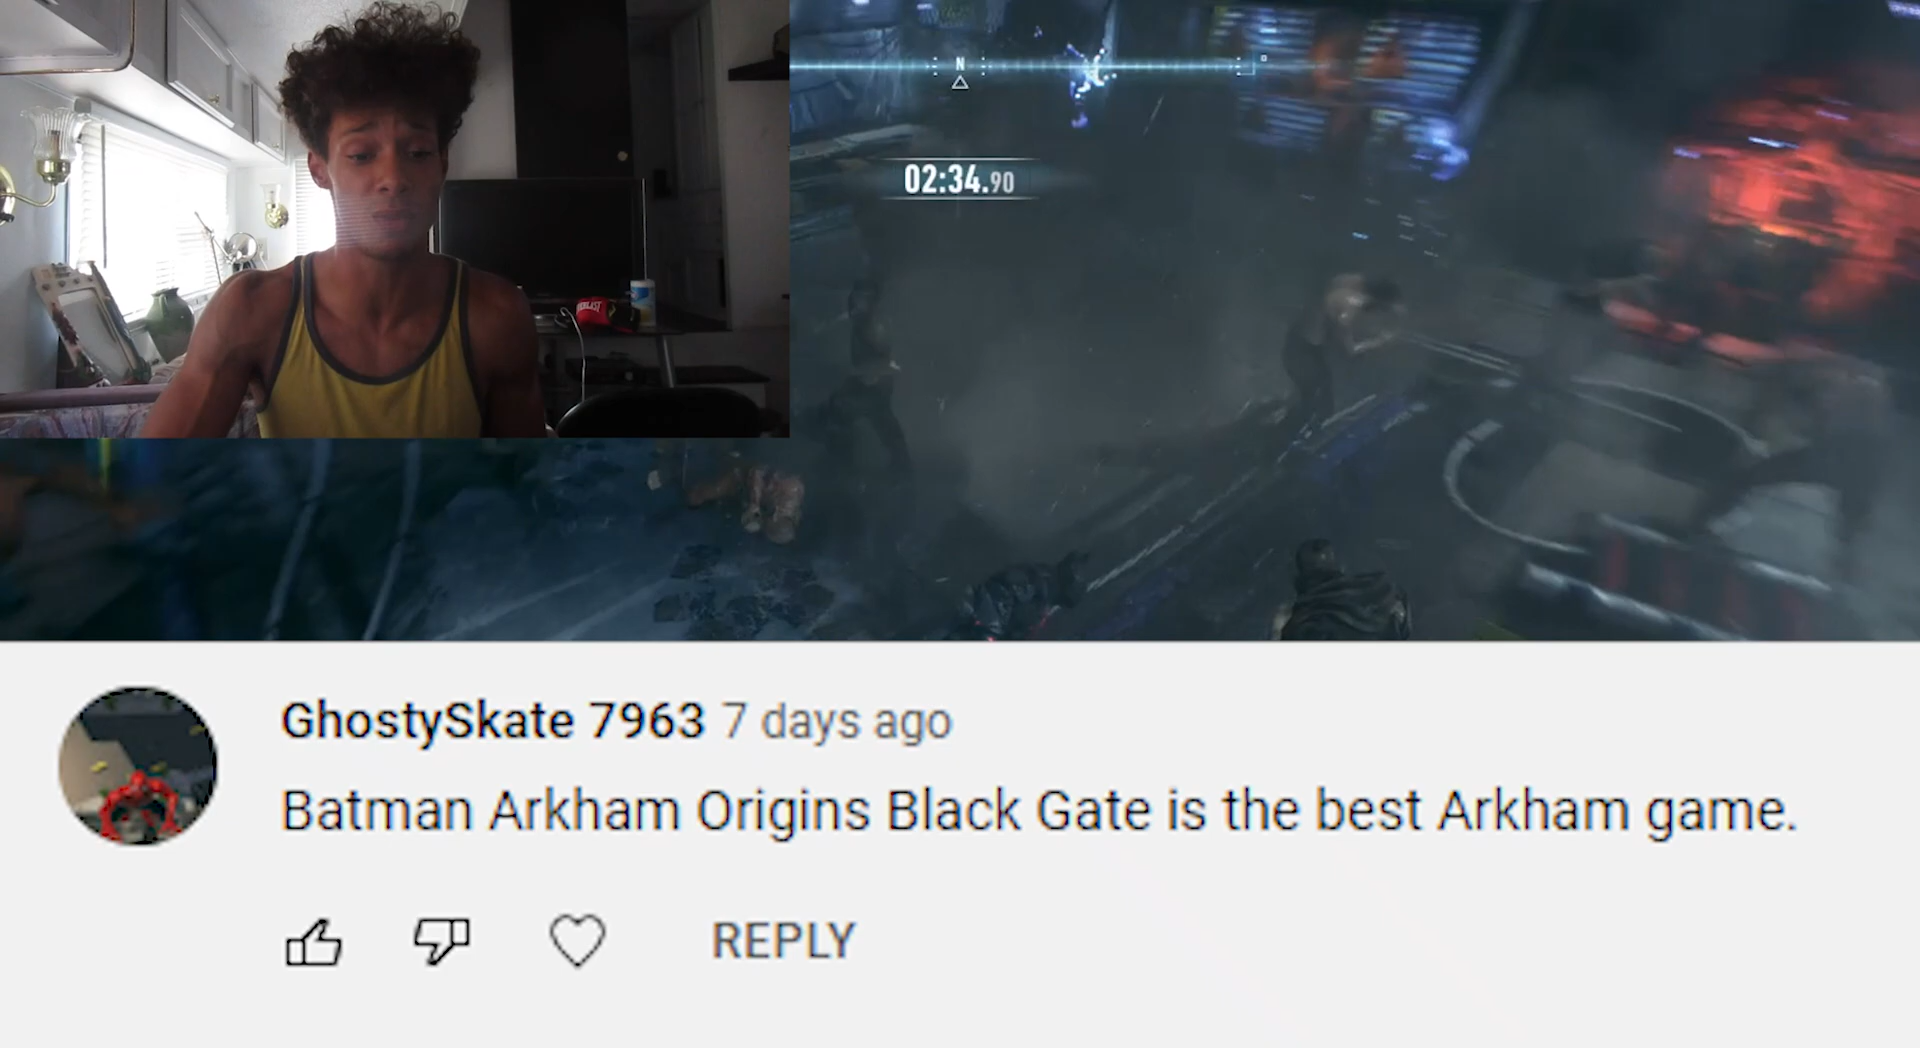 EVERLAST
N
02:34.90
GhostySkate 7963 7 days ago
Batman Arkham Origins Black Gate is the best Arkham game.
REPLY